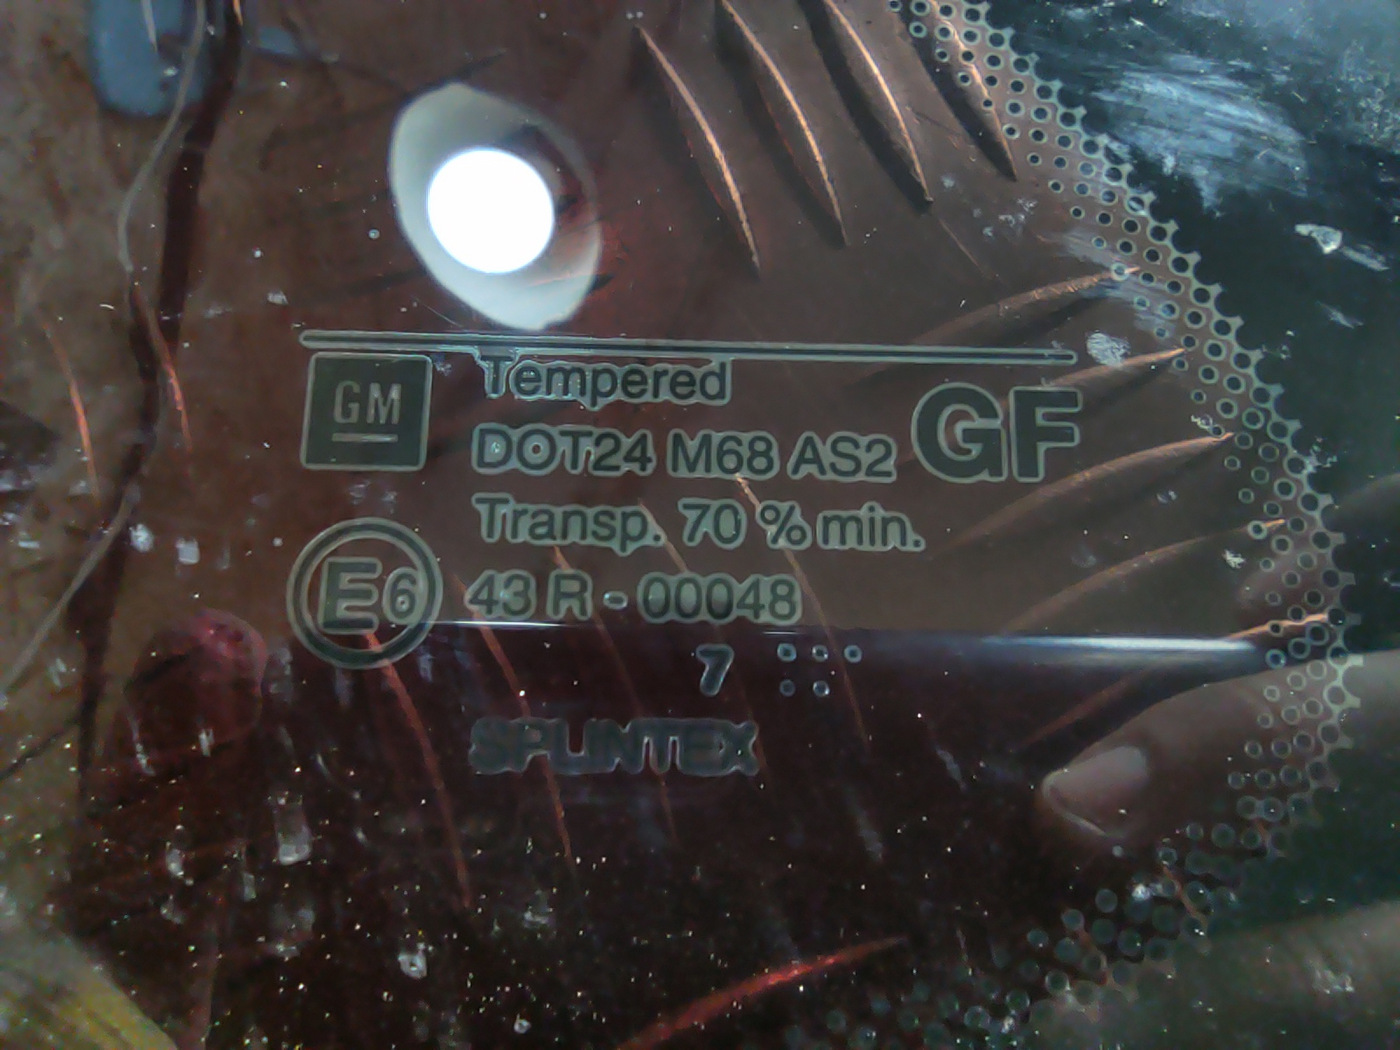 GM
Tempered
DOT24 M68 AS2
GF
Transp. 70 % min.
E6
43 R - 00048
7
SPLINTEX